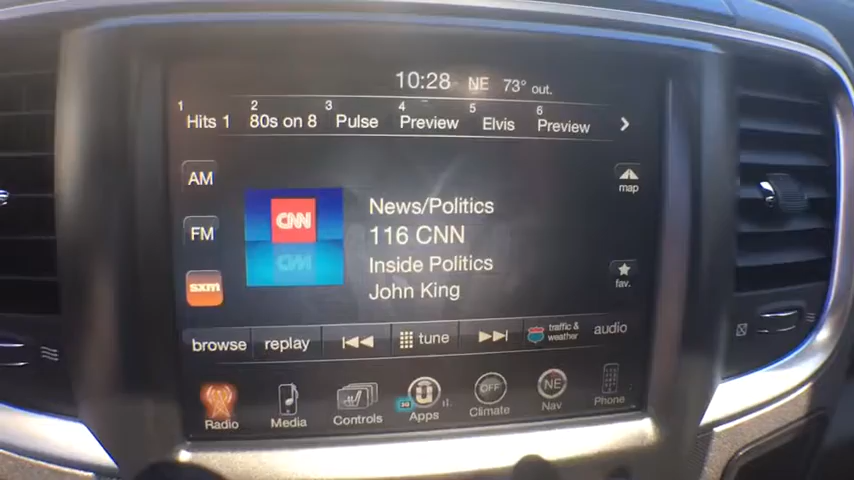 10:28 NE 73° out.
1 Hits 1 2 80s on 8 3 Pulse 4 Preview 5 Elvis 6 Preview
AM
map
CNN
News/Politics
FM
116 CNN
Inside Politics
sxm
John King
fav.
browse replay tune traffic & weather audio
OFF NE
Radio Media Controls 3G Apps Climate Nav Phone